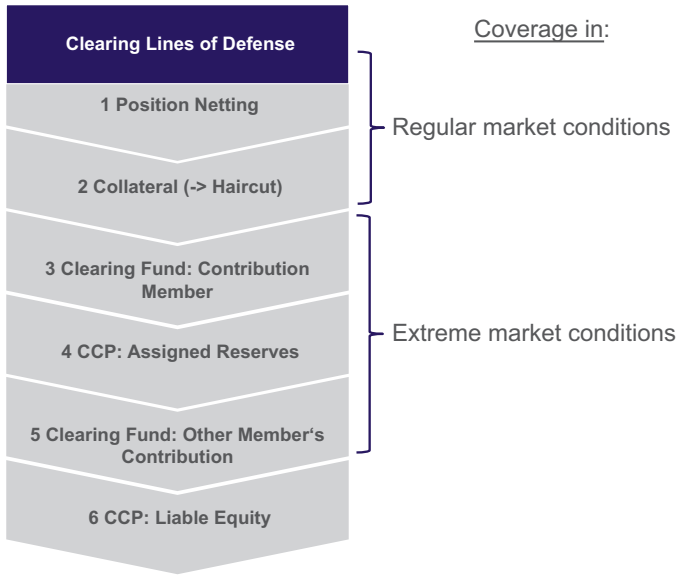 Clearing Lines of Defense
Coverage in:
1 Position Netting
Regular market conditions
2 Collateral (-> Haircut)
3 Clearing Fund: Contribution
Member
4 CCP: Assigned Reserves
Extreme market conditions
5 Clearing Fund: Other Member‘s
Contribution
6 CCP: Liable Equity